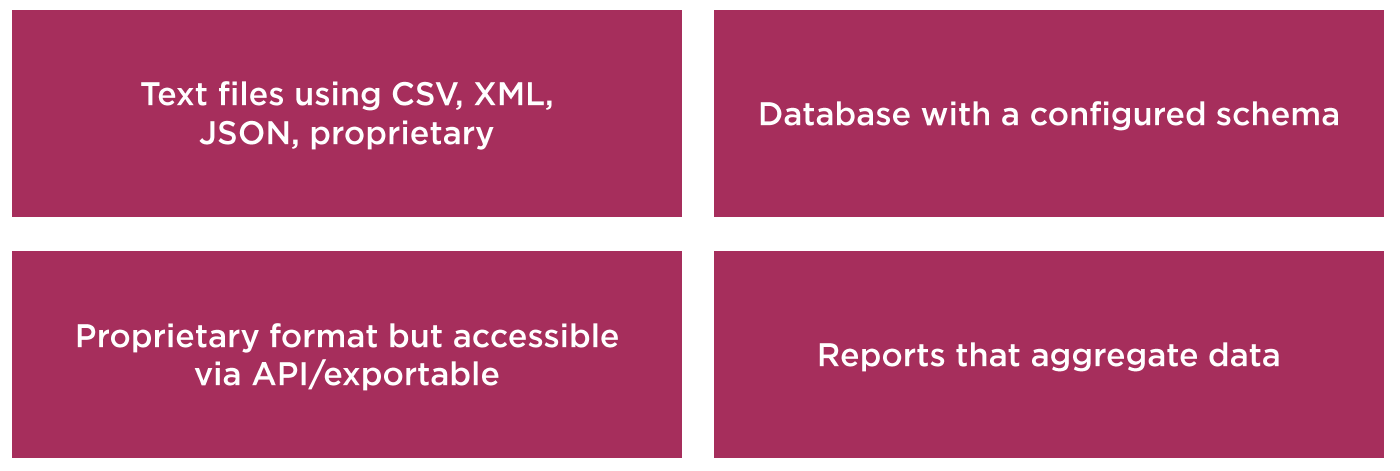 Text files using CSV, XML,
JSON, proprietary
Database with a configured schema
Proprietary format but accessible
via API/exportable
Reports that aggregate data